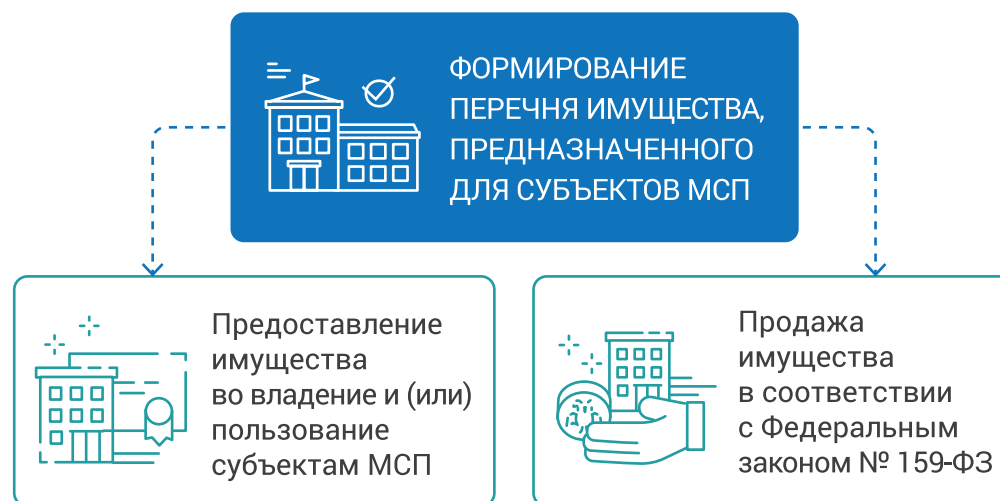 ФОРМИРОВАНИЕ
ПЕРЕЧНЯ ИМУЩЕСТВА,
ПРЕДНАЗНАЧЕННОГО
ДЛЯ СУБЪЕКТОВ МСП
Предоставление
имущества
во владение и (или)
пользование
субъектам МСП
Продажа
имущества
в соответствии
с Федеральным
законом № 159-ФЗ